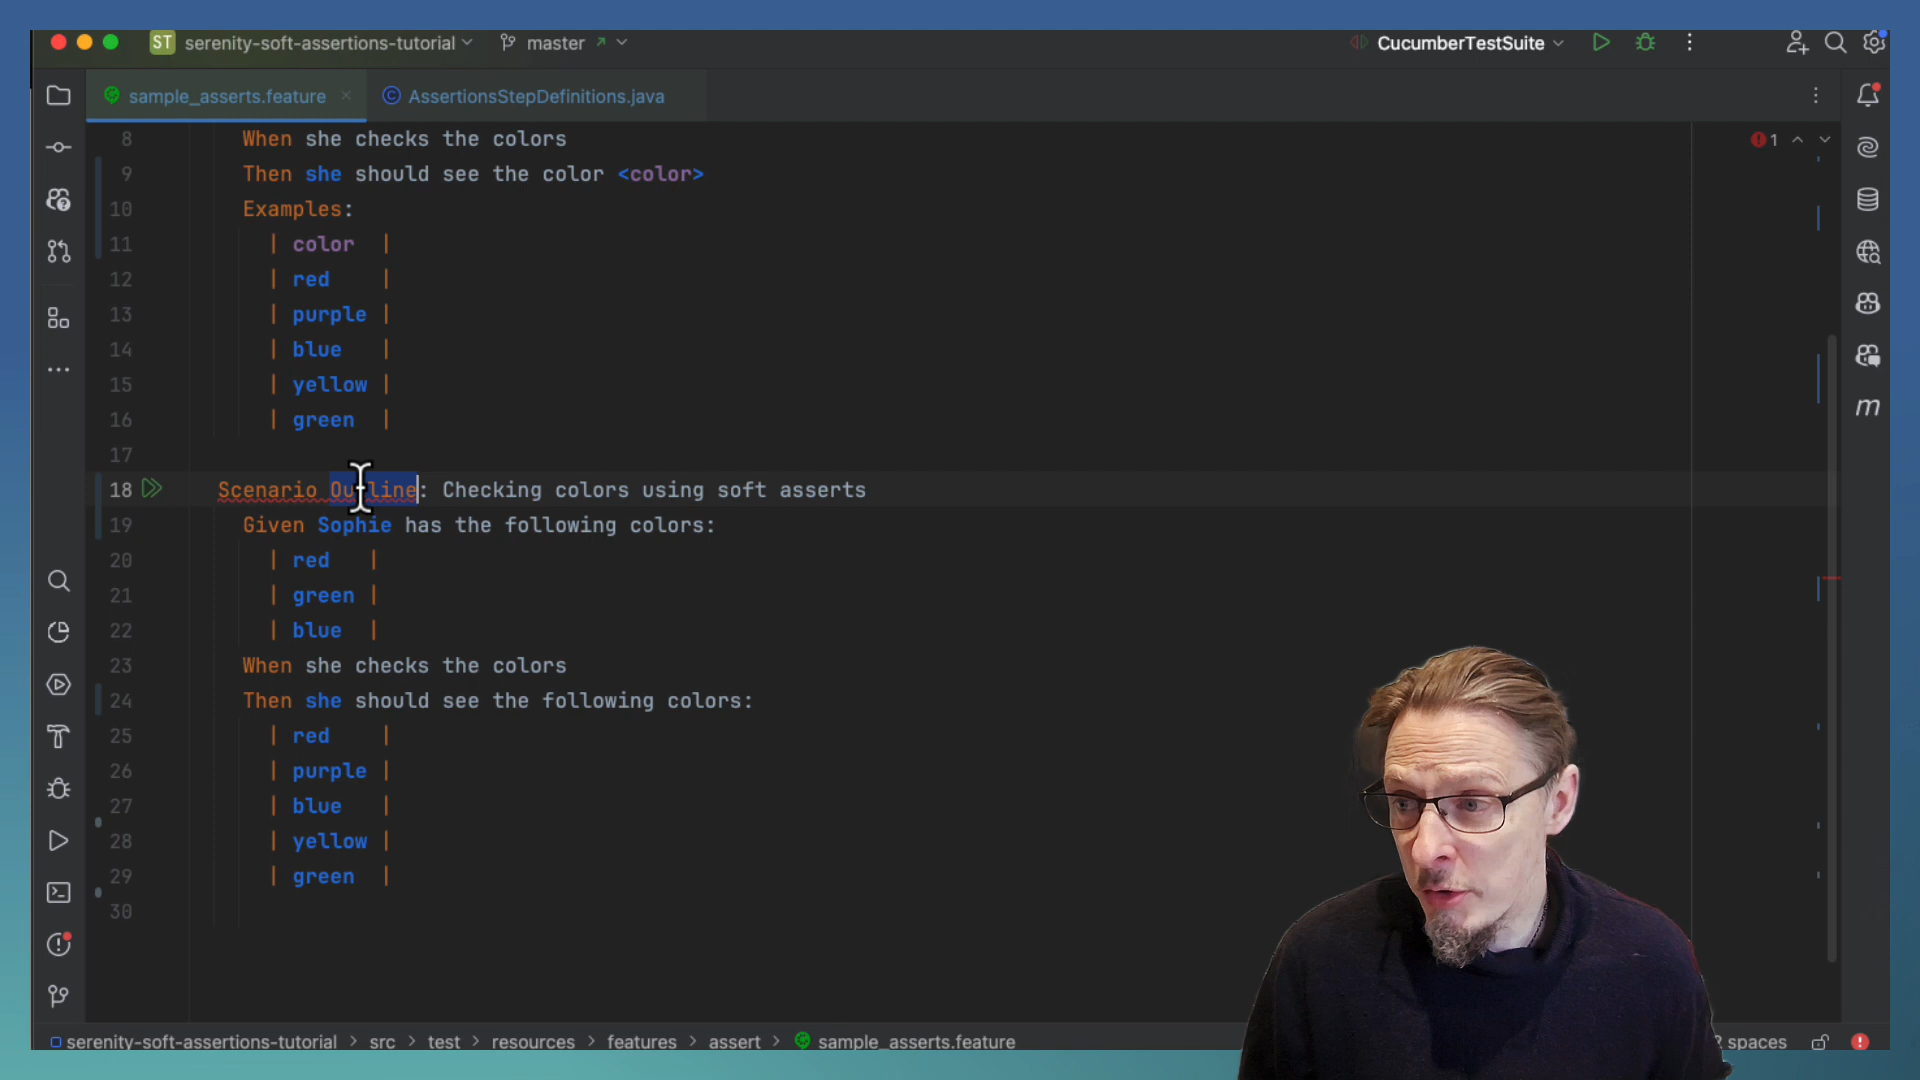 ST serenity-soft-assertions-tutorial master CucumberTestSuite
sample_asserts.feature AssertionsStepDefinitions.java
8 When she checks the colors 1
9 Then she should see the color <color>
10 Examples:
11 | color |
12 | red |
13 | purple |
14 | blue |
15 | yellow |
16 | green |
17
18 Scenario Outline: Checking colors using soft asserts
19 Given Sophie has the following colors:
20 | red |
21 | green |
22 | blue |
23 When she checks the colors
24 Then she should see the following colors:
25 | red |
26 | purple |
27 | blue |
28 | yellow |
29 | green |
30
serenity-soft-assertions-tutorial > src > test > resources > features > assert > sample_asserts.feature spaces